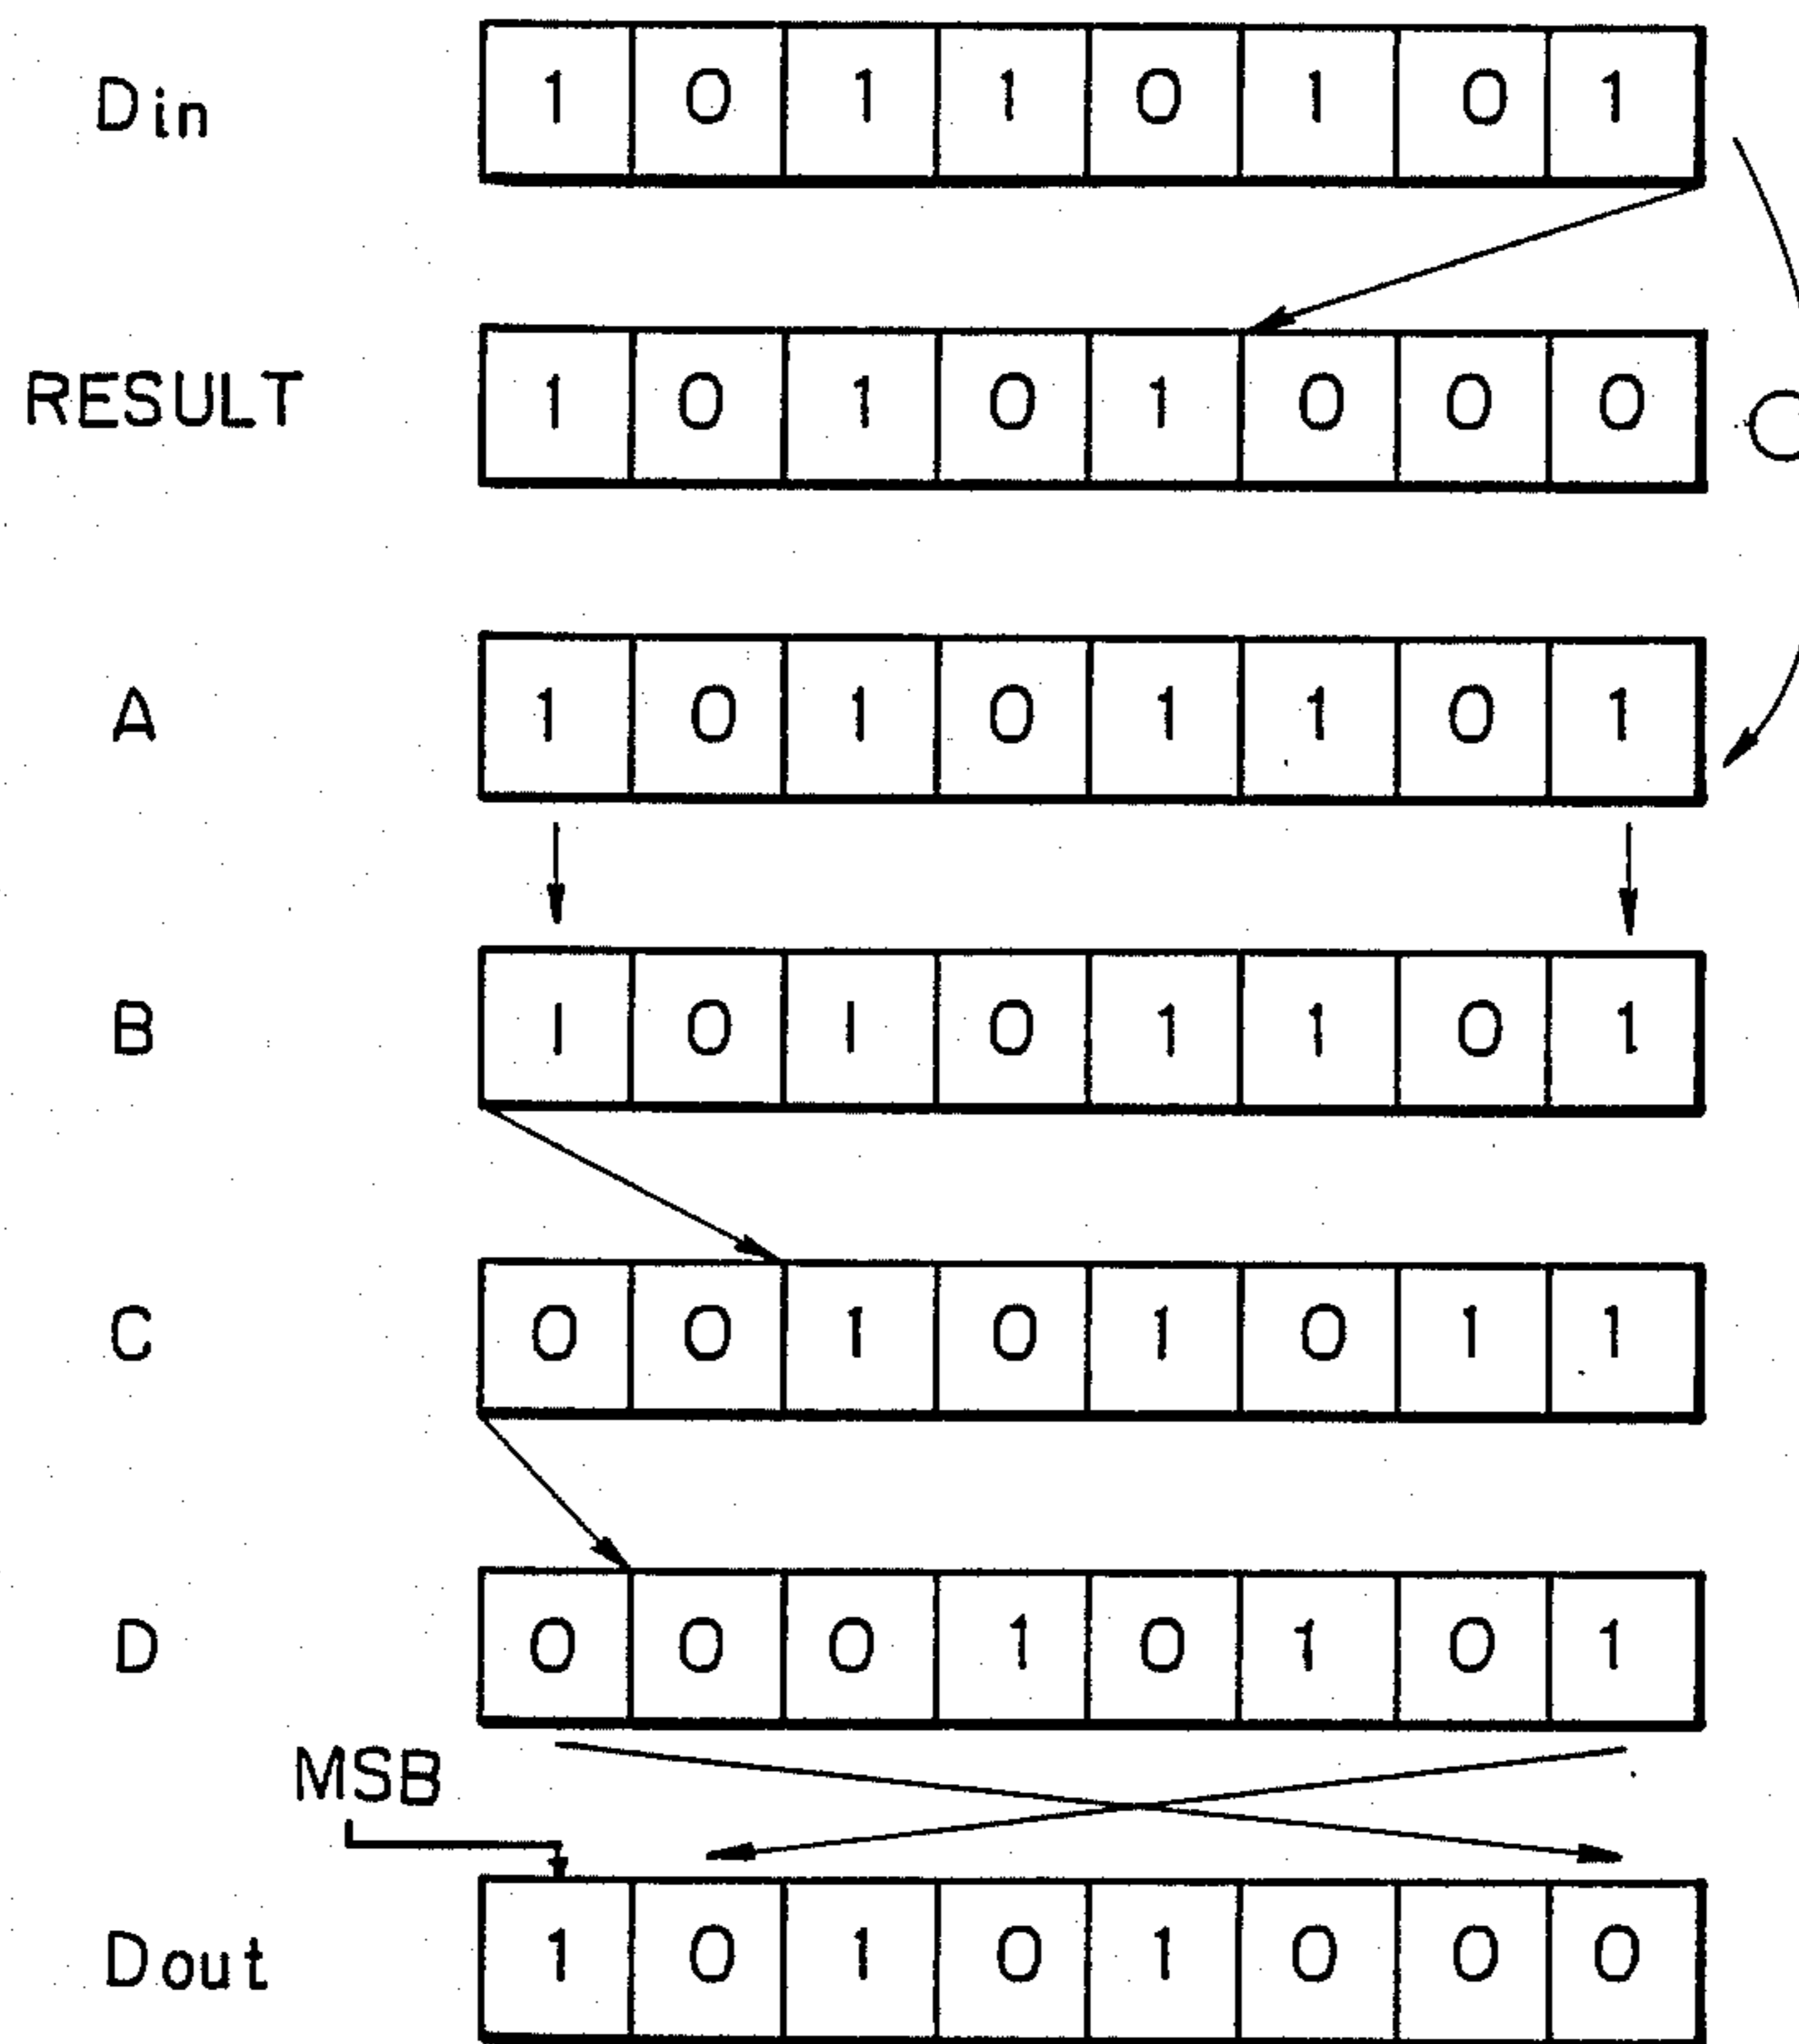 Din 1 0 1 1 0 1 0 1
RESULT 1 0 1 0 1 0 0 0
A 1 0 1 0 1 1 0 1
B 1 0 1 0 1 1 0 1
C 0 0 1 0 1 0 1 1
D 0 0 0 1 0 1 0 1
MSB
Dout 1 0 1 0 1 0 0 0